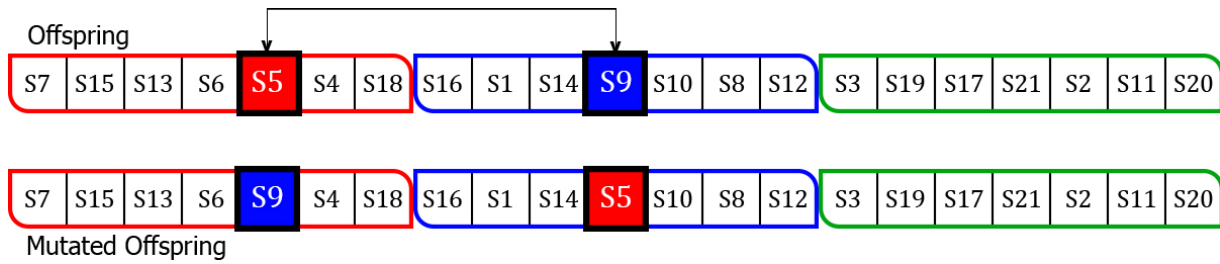 Offspring
S7 S15 S13 S6 S5 S4 S18 S16 S1 S14 S9 S10 S8 S12 S3 S19 S17 S21 S2 S11 S20
S7 S15 S13 S6 S9 S4 S18 S16 S1 S14 S5 S10 S8 S12 S3 S19 S17 S21 S2 S11 S20
Mutated Offspring